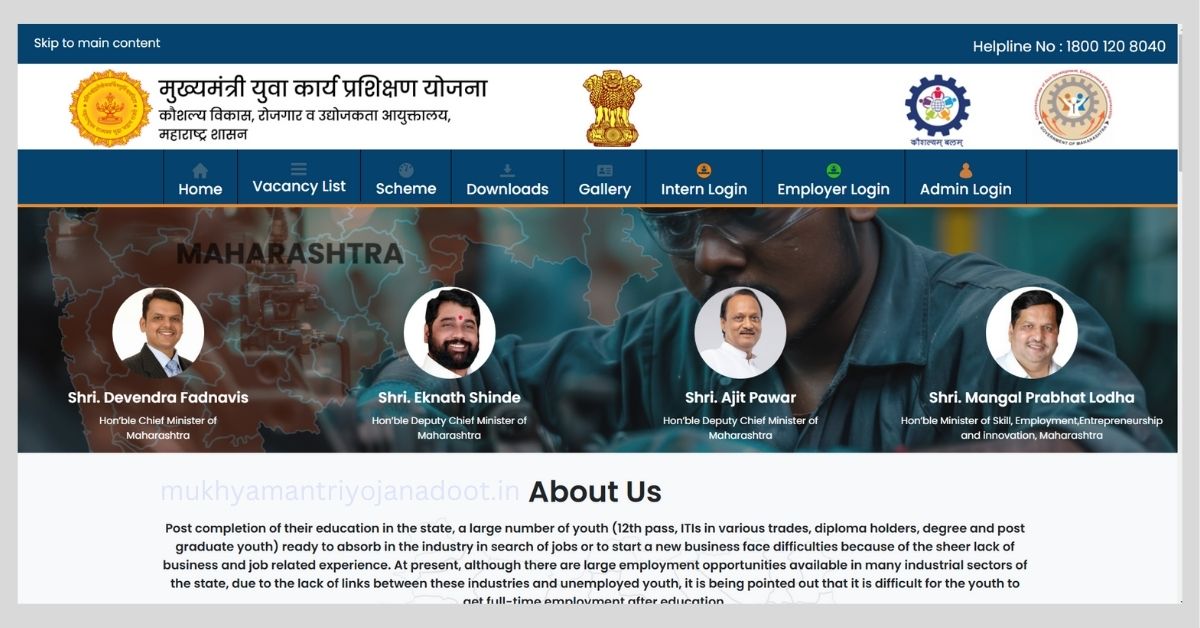 Skip to main content
Helpline No : 1800 120 8040
मुख्यमंत्री युवा कार्य प्रशिक्षण योजना
कौशल्य विकास, रोजगार व उद्योजकता आयुक्तालय,
महाराष्ट्र शासन
कौशल्यम् बलम्
GOVERNMENT OF MAHARASHTRA
Home
Vacancy List
Scheme
Downloads
Gallery
Intern Login
Employer Login
Admin Login
MAHARASHTRA
Shri. Devendra Fadnavis
Hon'ble Chief Minister of
Maharashtra
Shri. Eknath Shinde
Hon'ble Deputy Chief Minister of
Maharashtra
Shri. Ajit Pawar
Hon'ble Deputy Chief Minister of
Maharashtra
Shri. Mangal Prabhat Lodha
Hon'ble Minister of Skill, Employment,Entrepreneurship
and innovation, Maharashtra
mukhyamantriyojanadoot.in
About Us
Post completion of their education in the state, a large number of youth (12th pass, ITIs in various trades, diploma holders, degree and post
graduate youth) ready to absorb in the industry in search of jobs or to start a new business face difficulties because of the sheer lack of
business and job related experience. At present, although there are large employment opportunities available in many industrial sectors of
the state, due to the lack of links between these industries and unemployed youth, it is being pointed out that it is difficult for the youth to
get full-time employment after education.